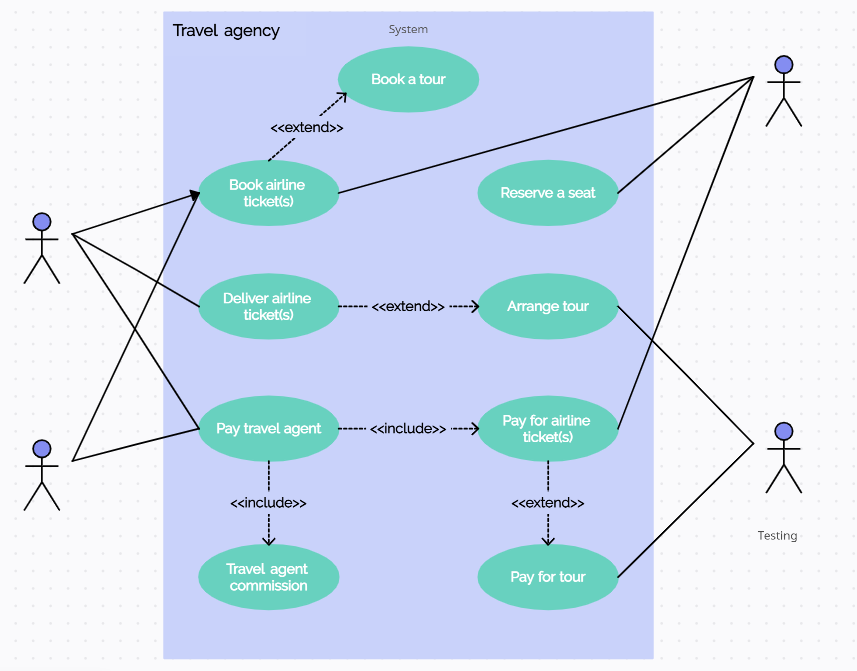 Travel agency
System
Book a tour
<<extend>>
Book airline
ticket(s)
Reserve a seat
Deliver airline
ticket(s)
<<extend>>
Arrange tour
Pay travel agent
<<include>>
Pay for airline
ticket(s)
<<include>>
<<extend>>
Testing
Travel agent
commission
Pay for tour